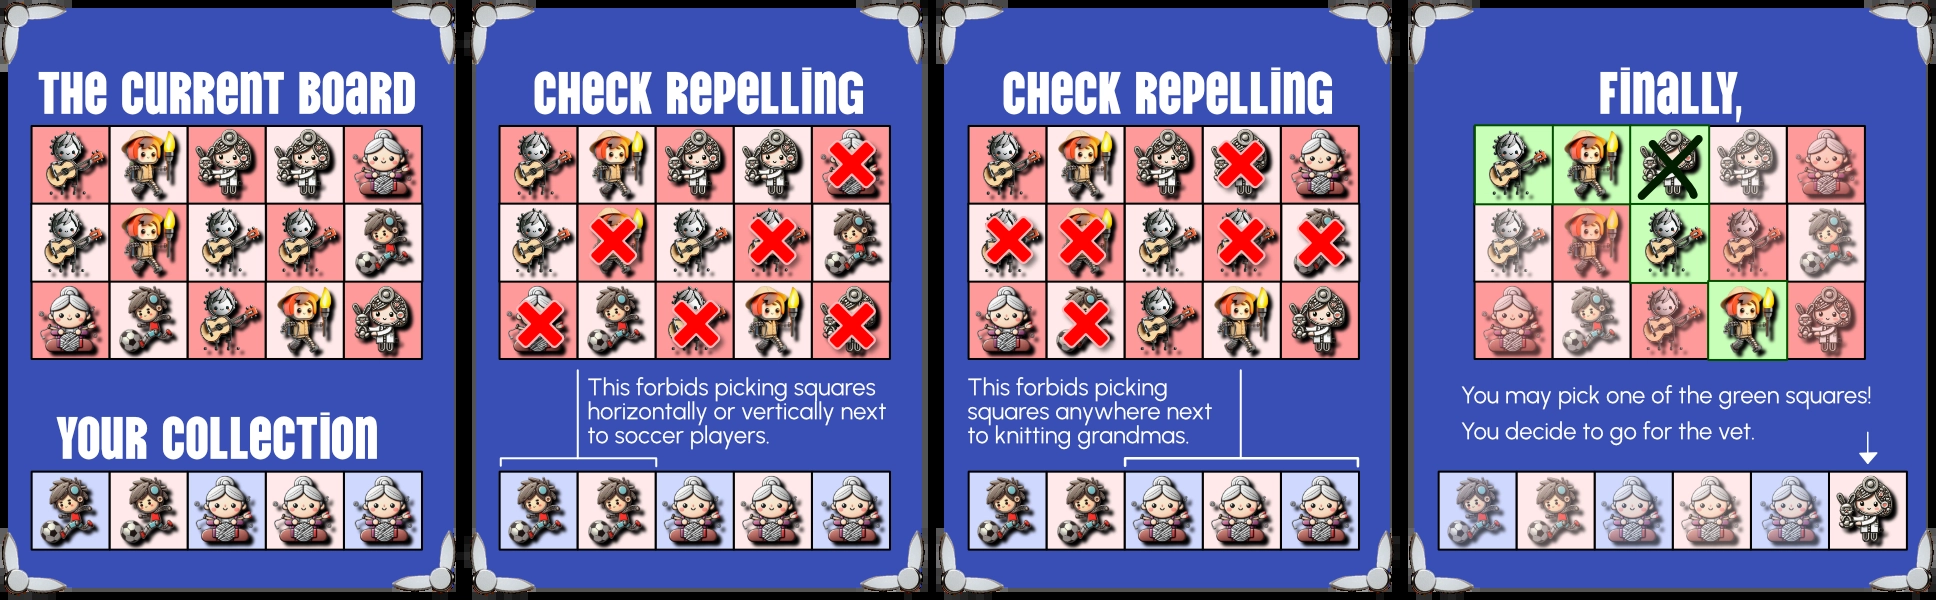 THE CURRENT BOARD
YOUR COLLECTION
CHECK REPELLING
This forbids picking squares
horizontally or vertically next
to soccer players.
CHECK REPELLING
This forbids picking
squares anywhere next
to knitting grandmas.
FINALLY,
You may pick one of the green squares!
You decide to go for the vet.